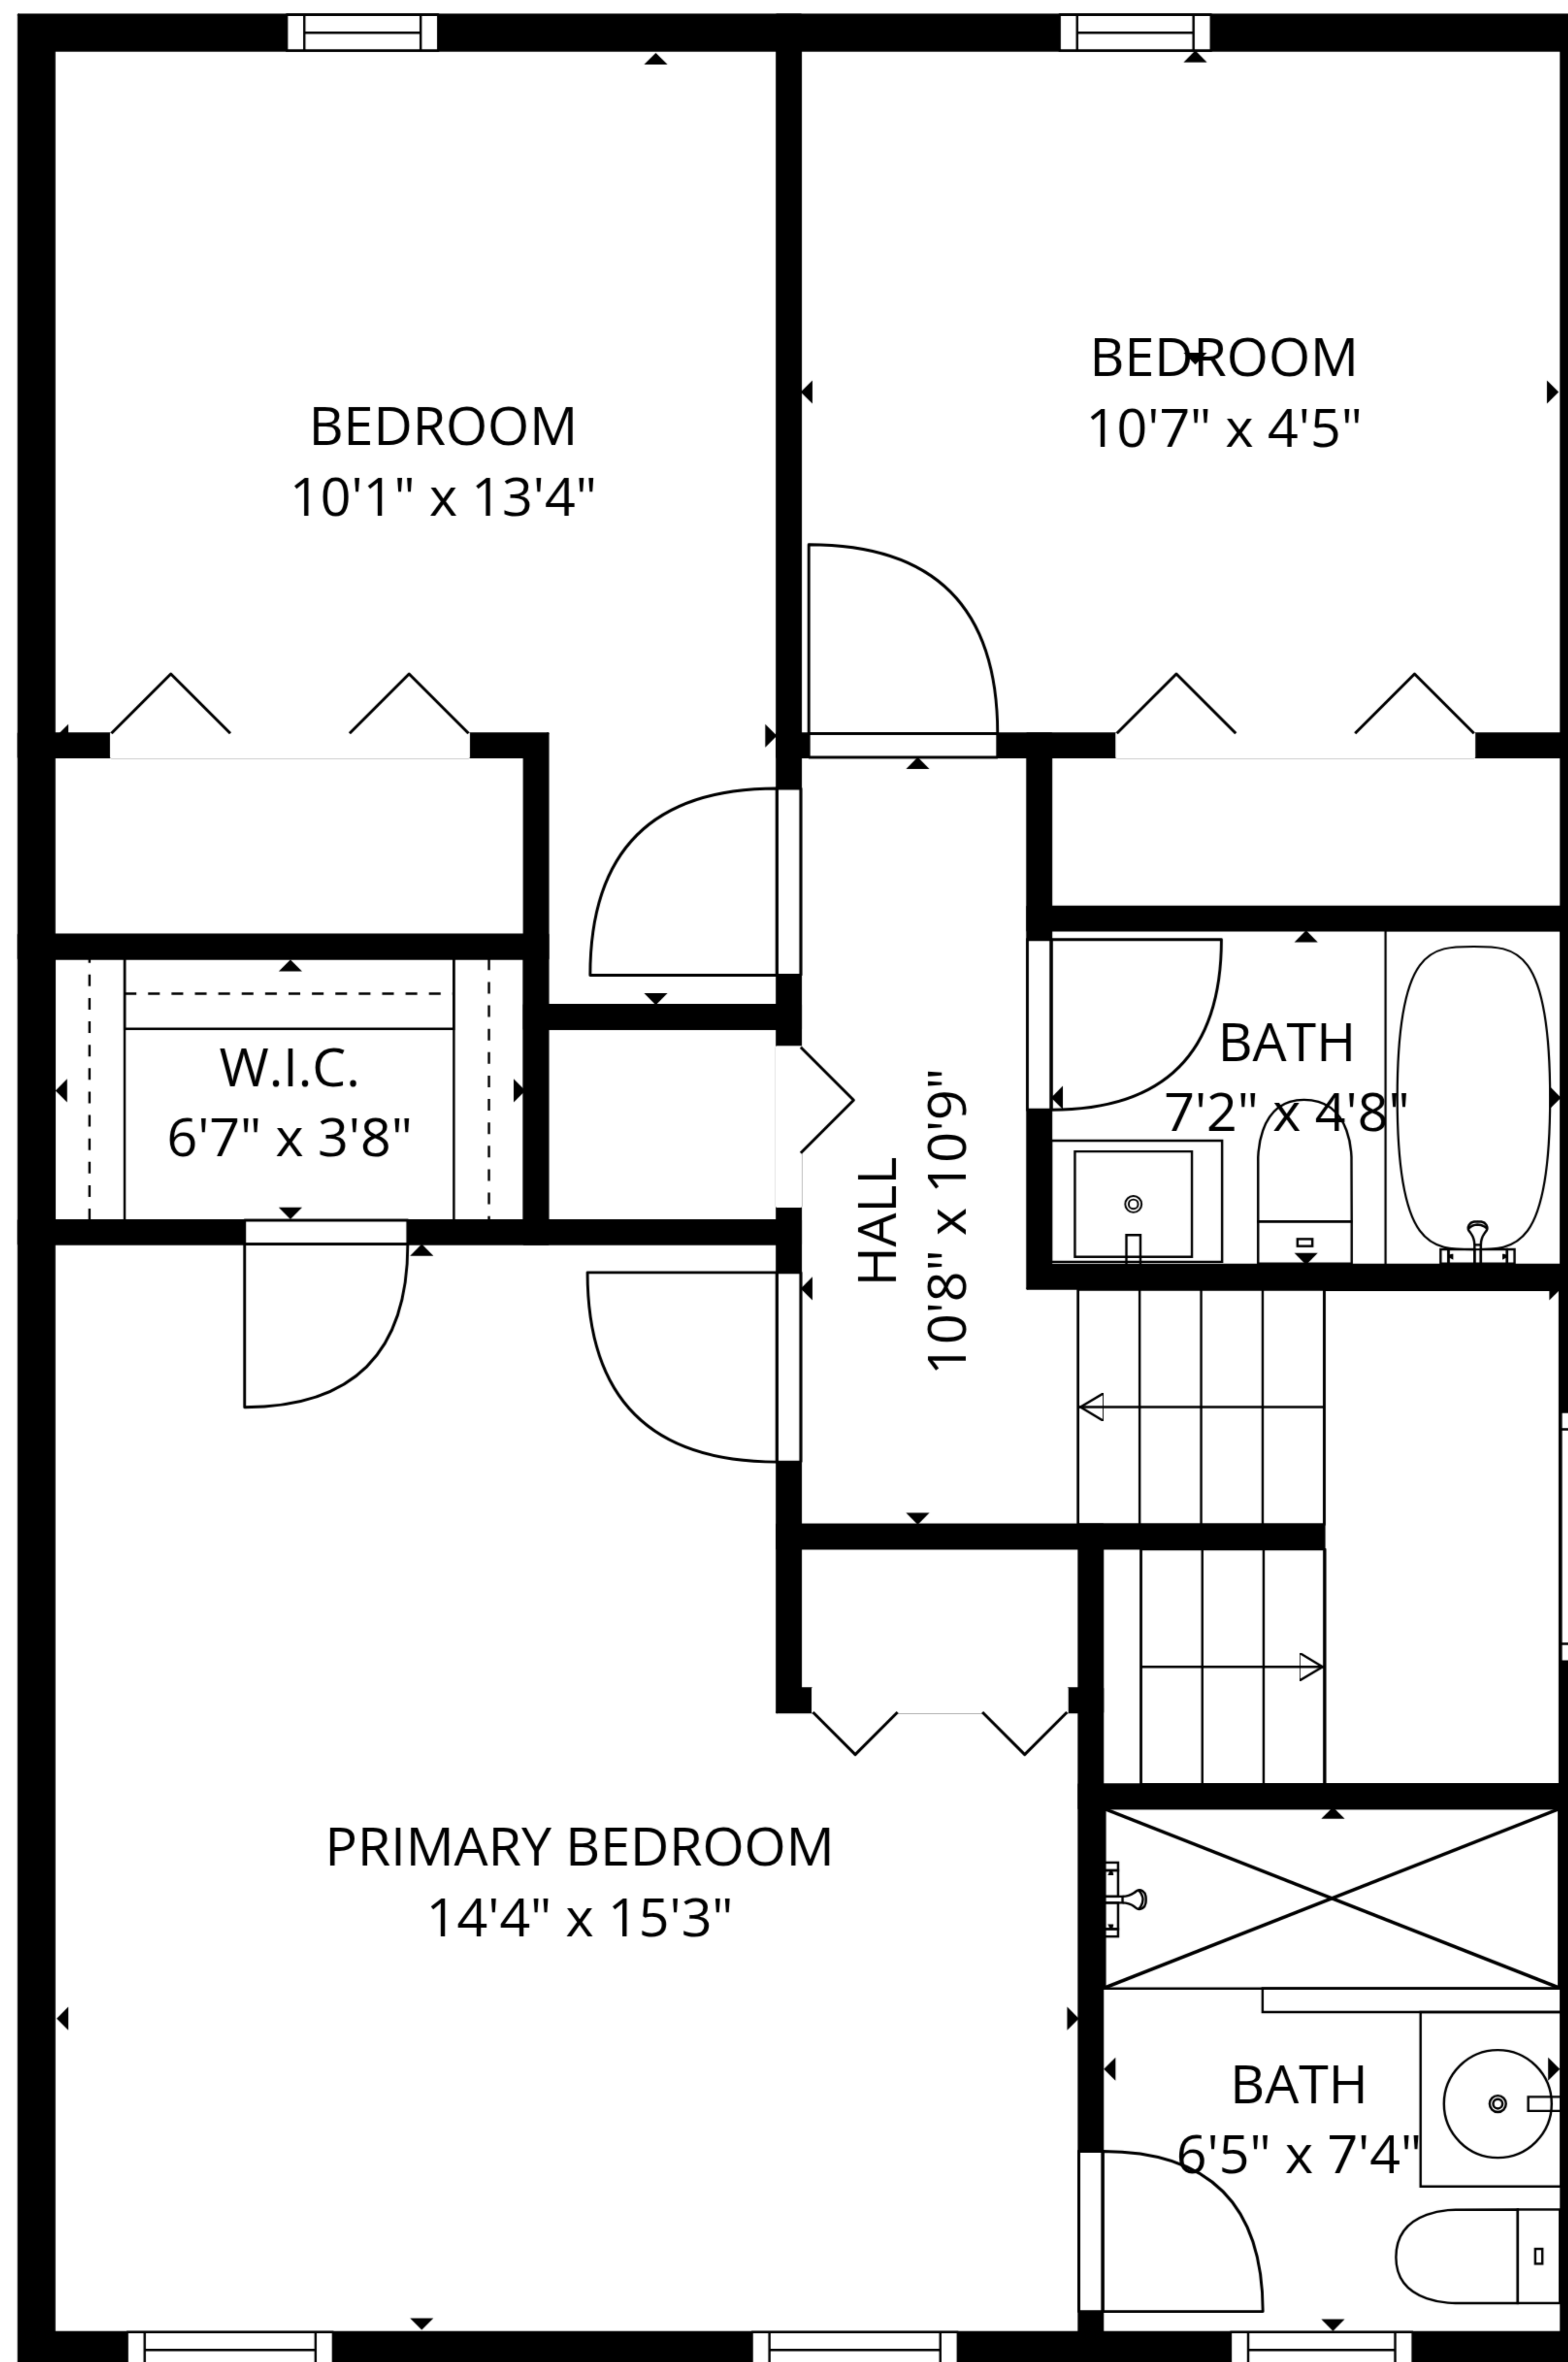 BEDROOM
10'1" x 13'4"
BEDROOM
10'7" x 4'5"
W.I.C.
6'7" x 3'8"
HALL
10'8" x 10'9"
BATH
7'2" x 4'8"
PRIMARY BEDROOM
14'4" x 15'3"
BATH
6'5" x 7'4"